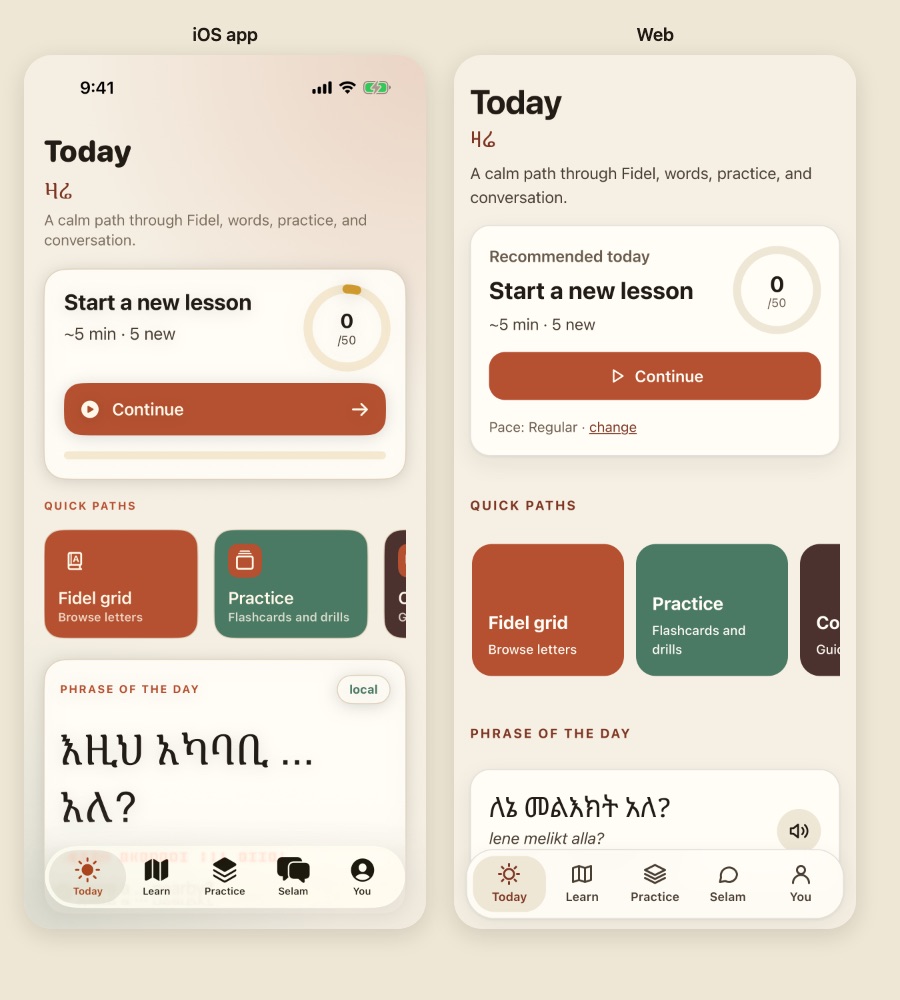 iOS app
9:41
Today
ዛሬ
A calm path through Fidel, words, practice, and
conversation.
Start a new lesson
~5 min · 5 new
0
/50
Continue
QUICK PATHS
Fidel grid
Browse letters
Practice
Flashcards and drills
PHRASE OF THE DAY
local
እዚህ አካባቢ ...
አለ?
Today
Learn
Practice
Selam
You
Web
Today
ዛሬ
A calm path through Fidel, words, practice, and
conversation.
Recommended today
Start a new lesson
~5 min · 5 new
0
/50
Continue
Pace: Regular · change
QUICK PATHS
Fidel grid
Browse letters
Practice
Flashcards and
drills
PHRASE OF THE DAY
ለኔ መልእክት አለ?
lene melikt alla?
Today
Learn
Practice
Selam
You